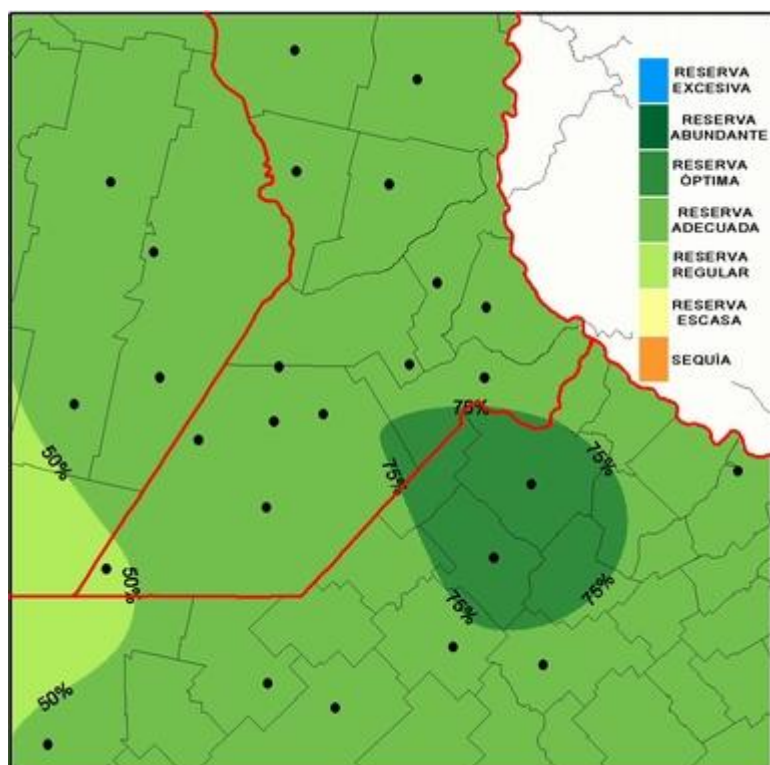 RESERVA
EXCESIVA
RESERVA
ABUNDANTE
RESERVA
ÓPTIMA
RESERVA
ADECUADA
RESERVA
REGULAR
RESERVA
ESCASA
SEQUÌA
75%
75%
75%
50%
50%
75%
75%
50%